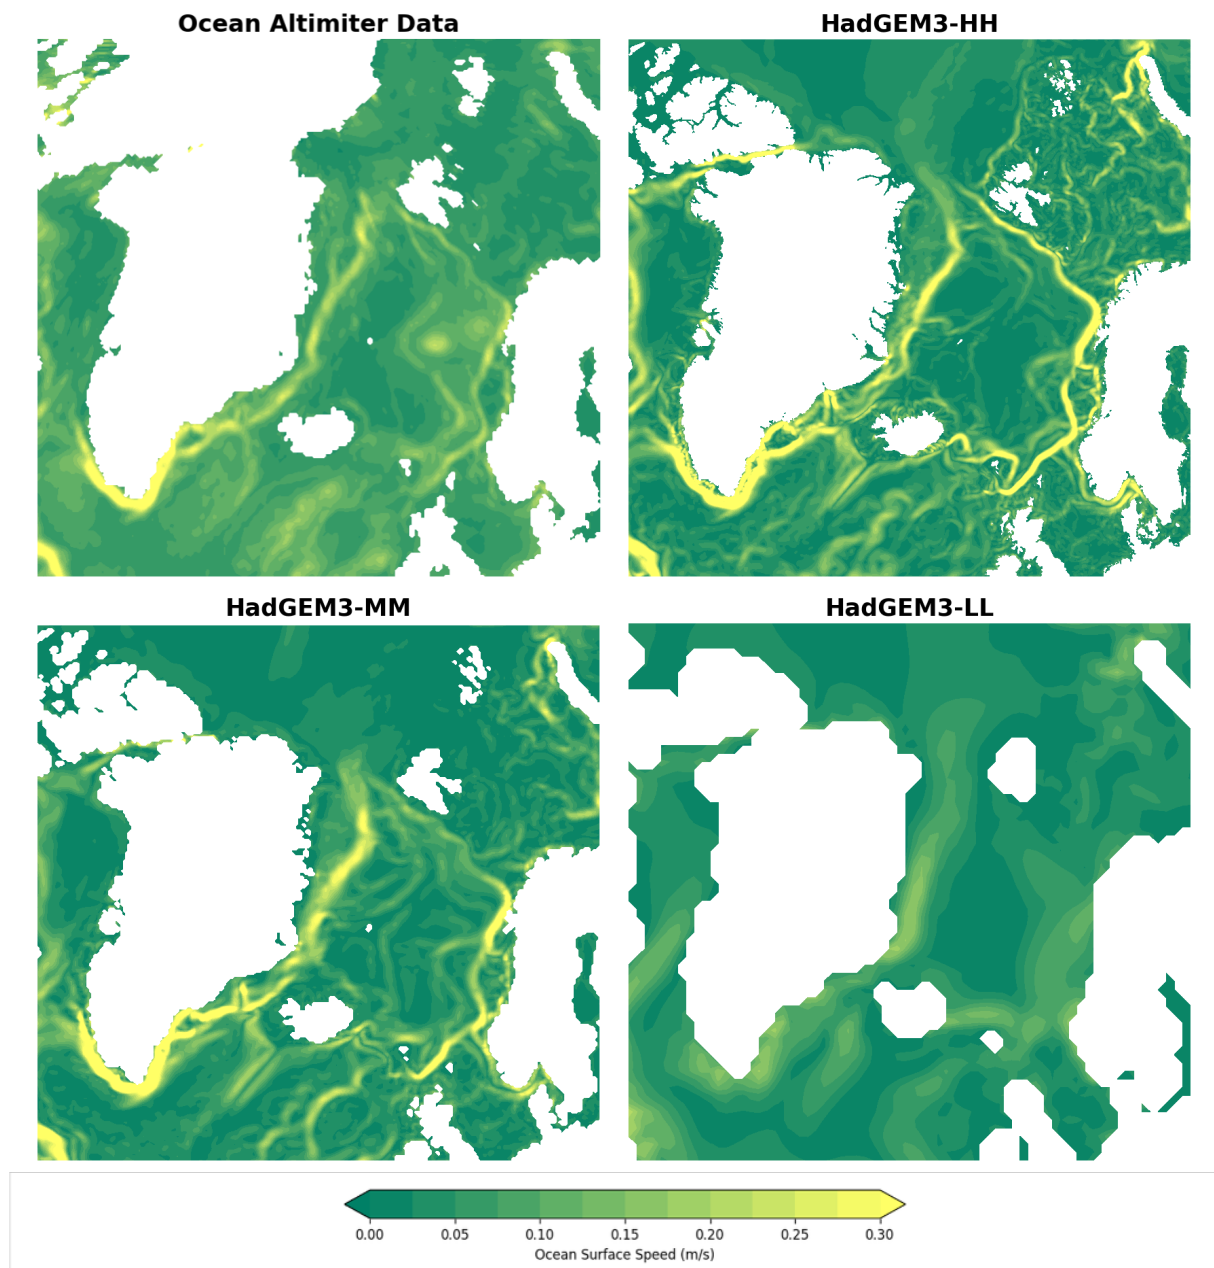 Ocean Altimiter Data
HadGEM3-HH
HadGEM3-MM
HadGEM3-LL
0.00 0.05 0.10 0.15 0.20 0.25 0.30
Ocean Surface Speed (m/s)